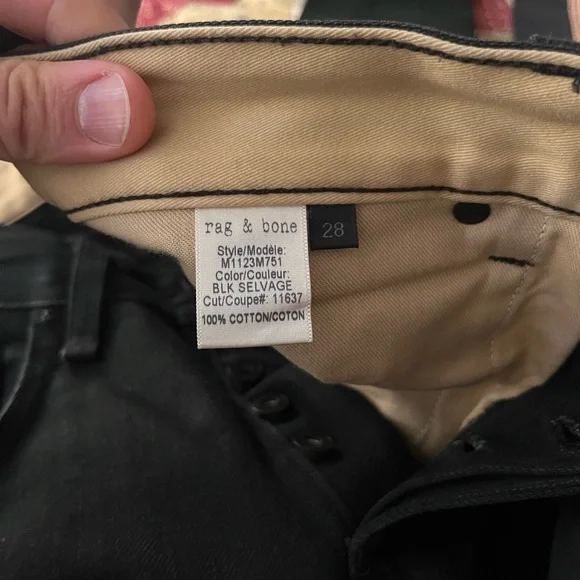 rag & bone
Style/Modèle:
M1123M751
Color/Couleur:
BLK SELVAGE
Cut/Coupe#: 11637
100% COTTON/COTON
28